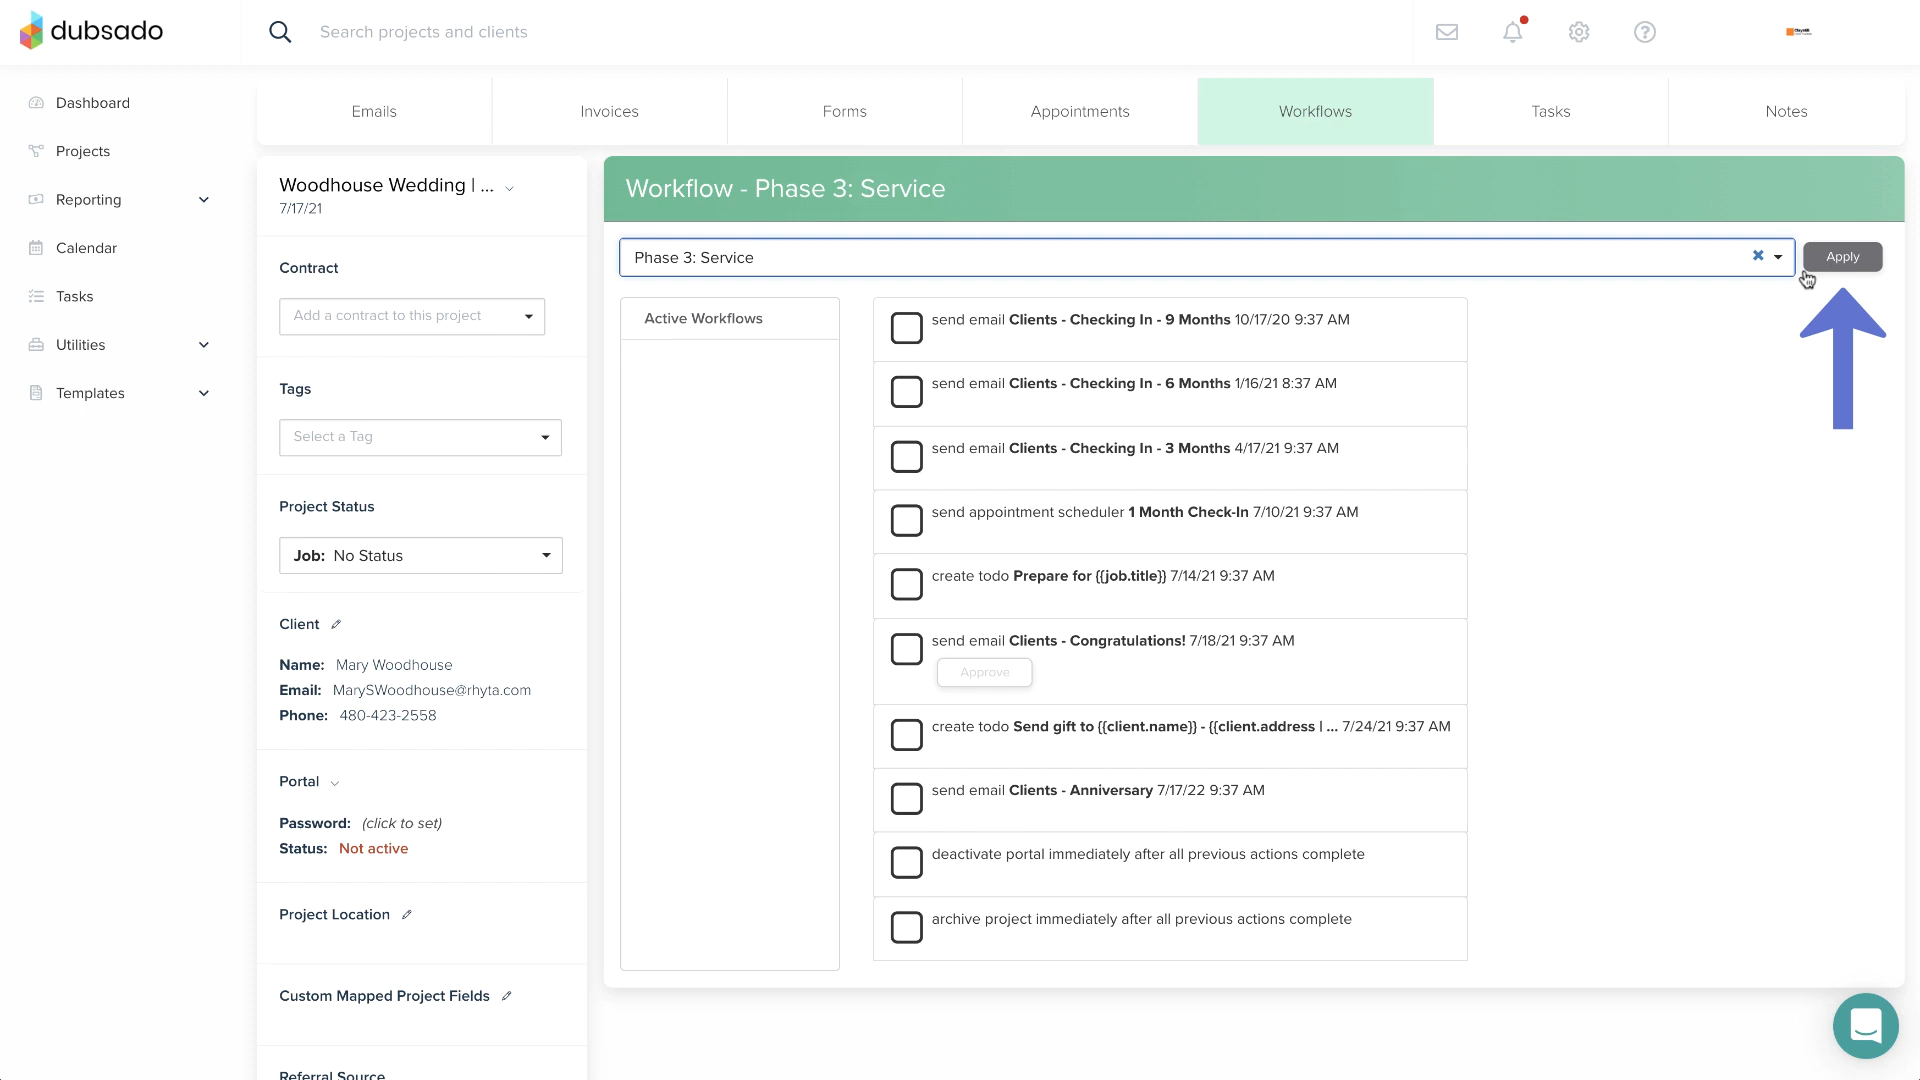 dubsado
Search projects and clients
Dashboard
Projects
Reporting
Calendar
Tasks
Utilities
Templates
Emails
Invoices
Forms
Appointments
Workflows
Tasks
Notes
Woodhouse Wedding | ...
7/17/21
Contract
Add a contract to this project
Tags
Select a Tag
Project Status
Job: No Status
Client
Name: Mary Woodhouse
Email: MarySWoodhouse@rhyta.com
Phone: 480-423-2558
Portal
Password: (click to set)
Status: Not active
Project Location
Custom Mapped Project Fields
Referral Source
Workflow - Phase 3: Service
Phase 3: Service
Apply
Active Workflows
send email Clients - Checking In - 9 Months 10/17/20 9:37 AM
send email Clients - Checking In - 6 Months 1/16/21 8:37 AM
send email Clients - Checking In - 3 Months 4/17/21 9:37 AM
send appointment scheduler 1 Month Check-In 7/10/21 9:37 AM
create todo Prepare for {{job.title}} 7/14/21 9:37 AM
send email Clients - Congratulations! 7/18/21 9:37 AM
Approve
create todo Send gift to {{client.name}} - {{client.address | ... 7/24/21 9:37 AM
send email Clients - Anniversary 7/17/22 9:37 AM
deactivate portal immediately after all previous actions complete
archive project immediately after all previous actions complete